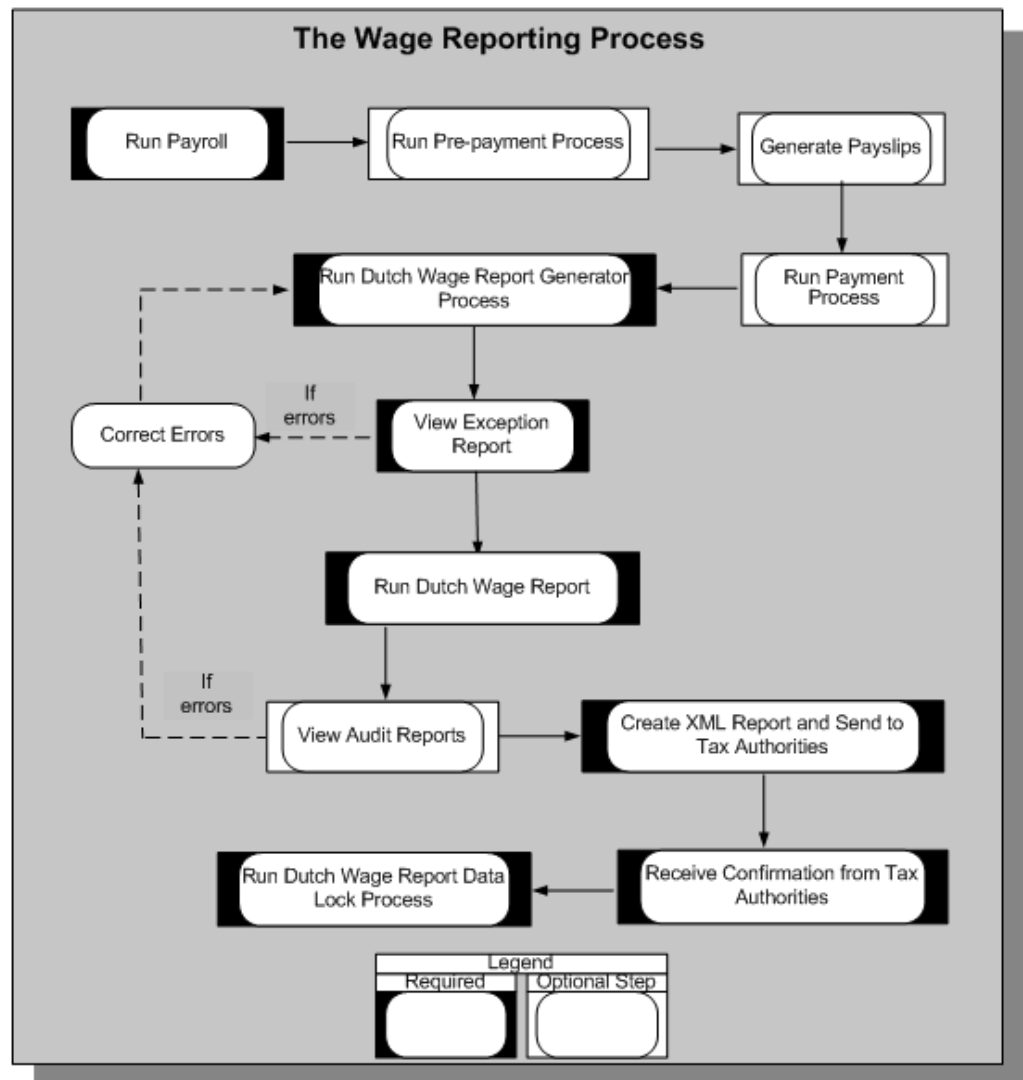 The Wage Reporting Process
Run Payroll
Run Pre-payment Process
Generate Payslips
Run Dutch Wage Report Generator
Process
Run Payment
Process
If
errors
Correct Errors
View Exception
Report
Run Dutch Wage Report
If
errors
View Audit Reports
Create XML Report and Send to
Tax Authorities
Run Dutch Wage Report Data
Lock Process
Receive Confirmation from Tax
Authorities
Legend
Required
Optional Step